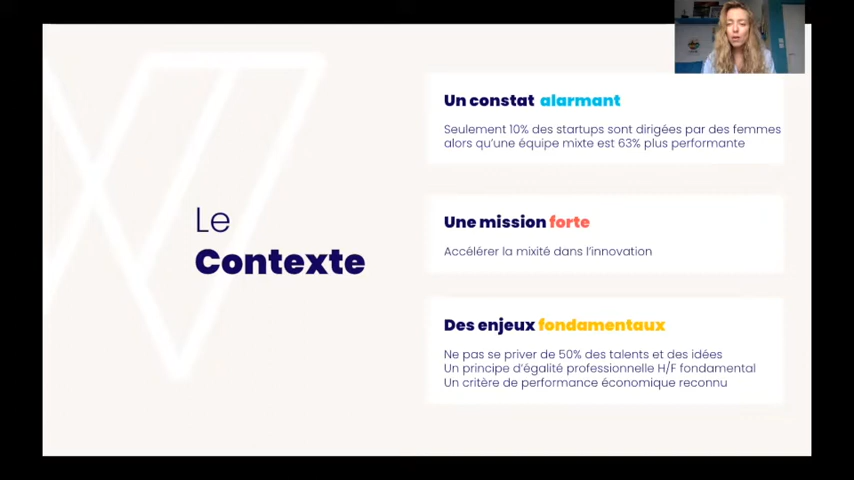 Le
Contexte
Un constat alarmant
Seulement 10% des startups sont dirigées par des femmes
alors qu'une équipe mixte est 63% plus performante
Une mission forte
Accélérer la mixité dans l'innovation
Des enjeux fondamentaux
Ne pas se priver de 50% des talents et des idées
Un principe d'égalité professionnelle H/F fondamental
Un critère de performance économique reconnu